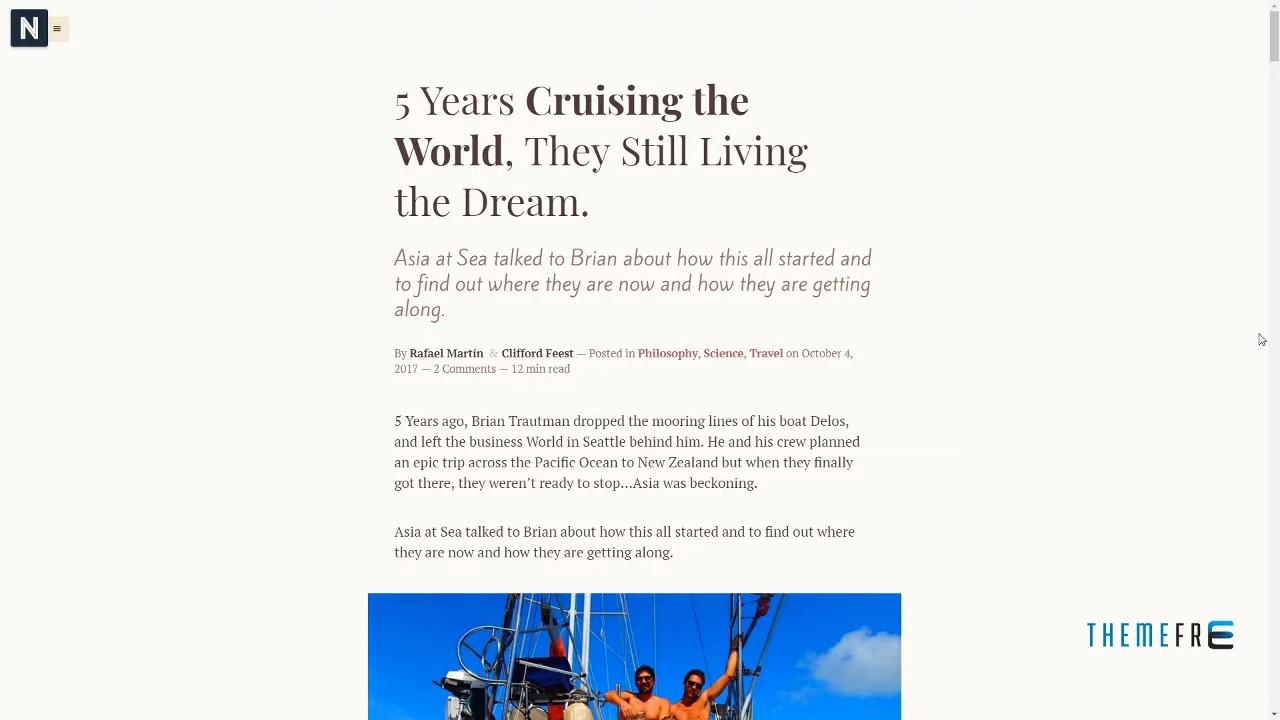 N
5 Years Cruising the
World, They Still Living
the Dream.
Asia at Sea talked to Brian about how this all started and
to find out where they are now and how they are getting
along.
By Rafael Martín & Clifford Feest — Posted in Philosophy, Science, Travel on October 4,
2017 — 2 Comments — 12 min read
5 Years ago, Brian Trautman dropped the mooring lines of his boat Delos,
and left the business World in Seattle behind him. He and his crew planned
an epic trip across the Pacific Ocean to New Zealand but when they finally
got there, they weren’t ready to stop…Asia was beckoning.
Asia at Sea talked to Brian about how this all started and to find out where
they are now and how they are getting along.
THEMEFRE